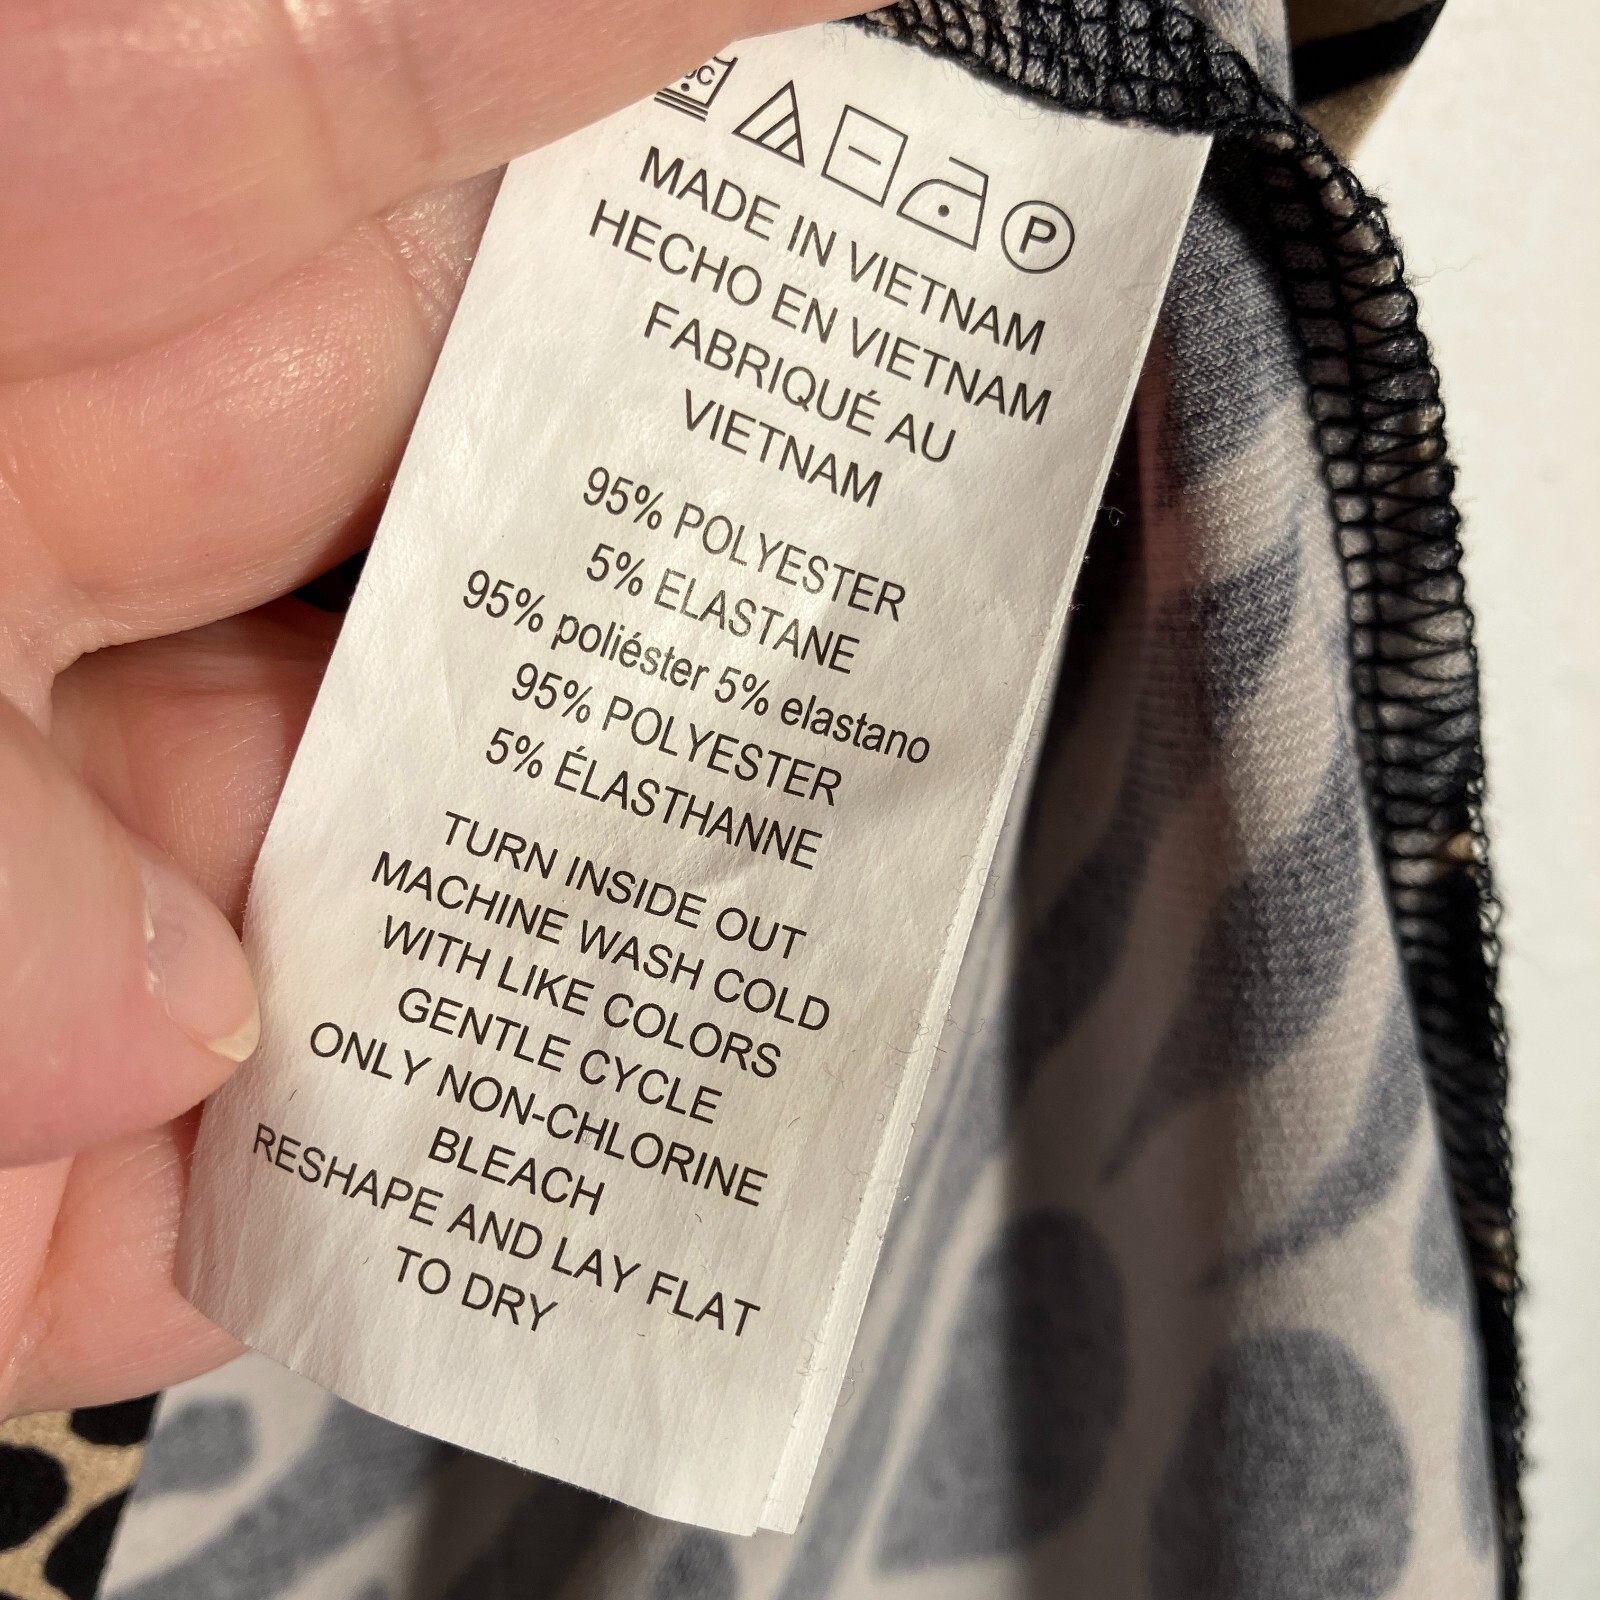 P
MADE IN VIETNAM
HECHO EN VIETNAM
FABRIQUÉ AU
VIETNAM
95% POLYESTER
5% ELASTANE
95% poliéster 5% elastano
95% POLYESTER
5% ÉLASTHANNE
TURN INSIDE OUT
MACHINE WASH COLD
WITH LIKE COLORS
GENTLE CYCLE
ONLY NON-CHLORINE
BLEACH
RESHAPE AND LAY FLAT
TO DRY